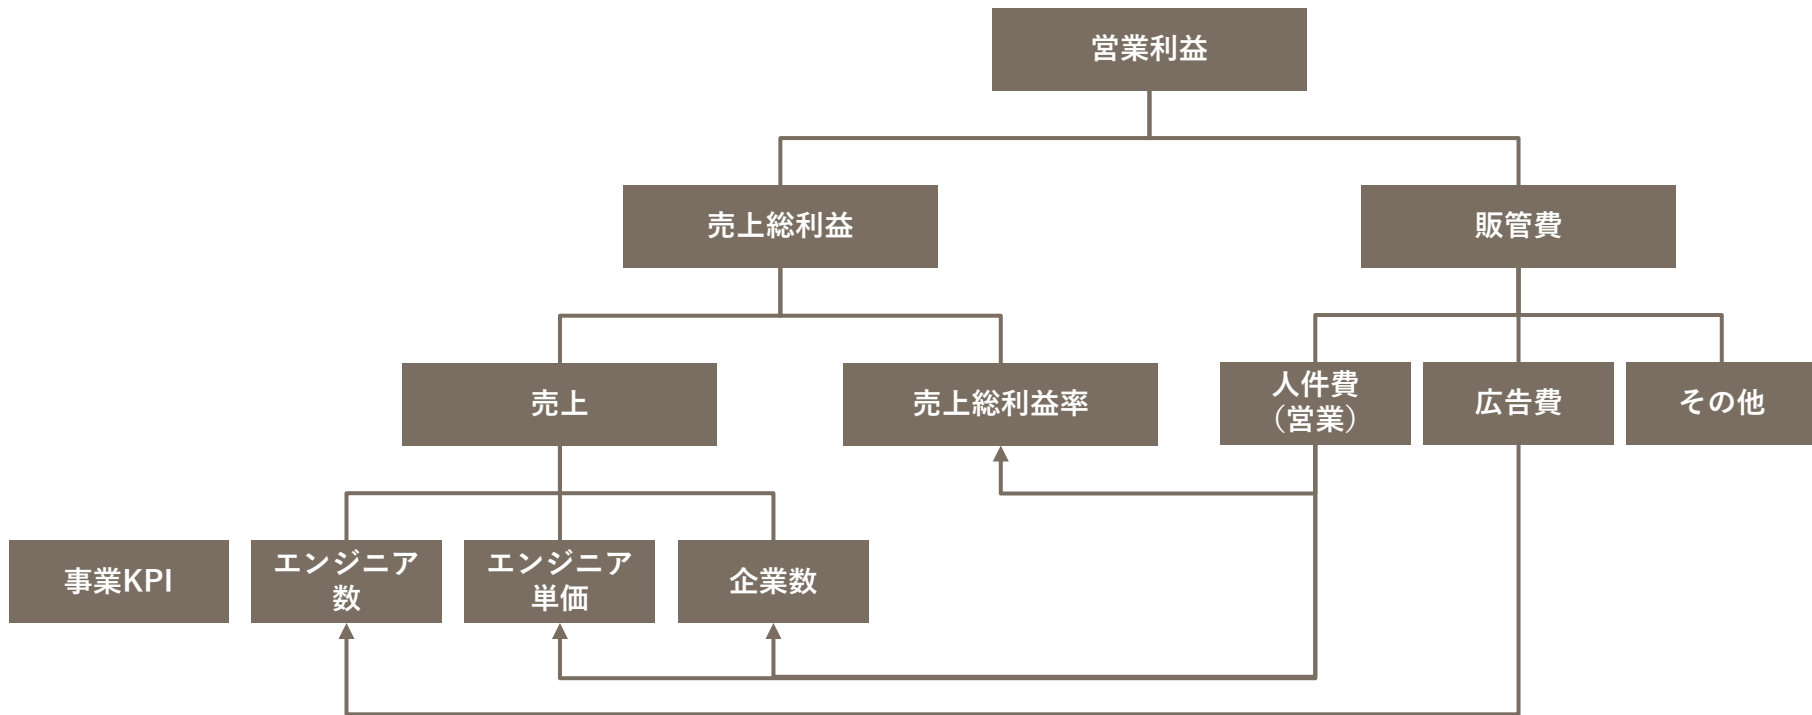 営業利益
売上総利益
販管費
売上
売上総利益率
人件費
（営業）
広告費
その他
事業KPI
エンジニア
数
エンジニア
単価
企業数